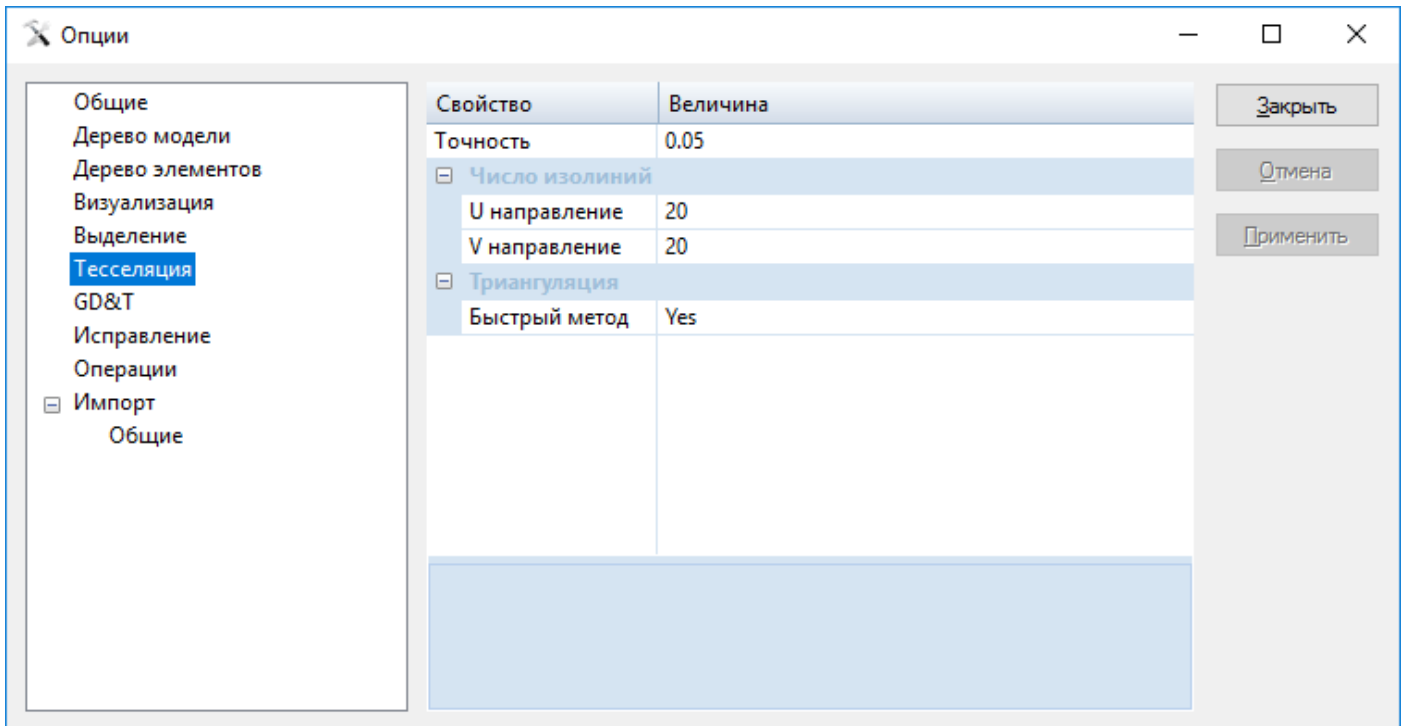 Опции
Общие
Дерево модели
Дерево элементов
Визуализация
Выделение
Тесселяция
GD&T
Исправление
Операции
Импорт
Общие
Свойство Величина
Точность 0.05
Число изолиний
U направление 20
V направление 20
Триангуляция
Быстрый метод Yes
Закрыть
Отмена
Применить